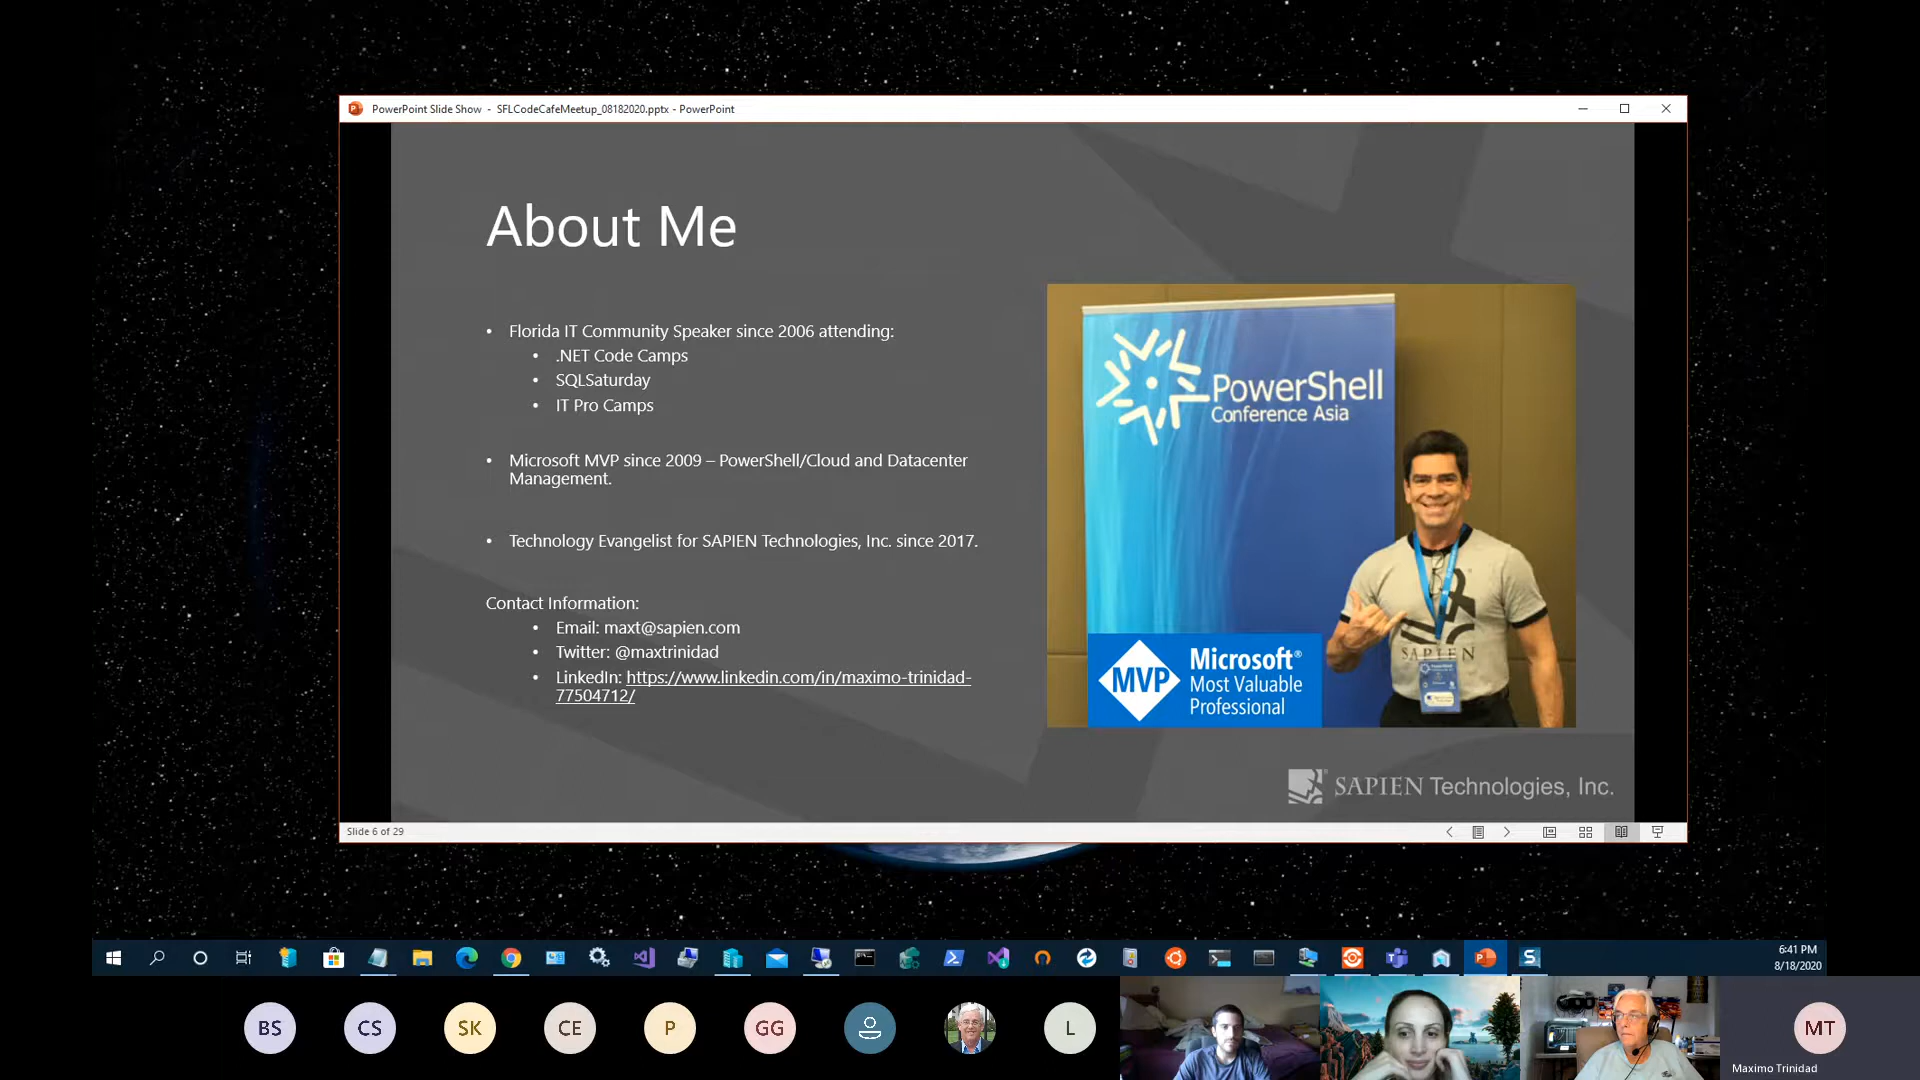 PowerPoint Slide Show - SFLCodeCafeMeetup_08182020.pptx - PowerPoint
About Me
• Florida IT Community Speaker since 2006 attending:
• .NET Code Camps
• SQLSaturday
• IT Pro Camps
• Microsoft MVP since 2009 – PowerShell/Cloud and Datacenter
Management.
• Technology Evangelist for SAPIEN Technologies, Inc. since 2017.
Contact Information:
• Email: maxt@sapien.com
• Twitter: @maxtrinidad
• LinkedIn: https://www.linkedin.com/in/maximo-trinidad-
77504712/
PowerShell
Conference Asia
SAPIEN
MVP
Microsoft®
Most Valuable
Professional
SAPIEN Technologies, Inc.
Slide 6 of 29
6:41 PM
8/18/2020
BS
CS
SK
CE
P
GG
L
MT
Maximo Trinidad